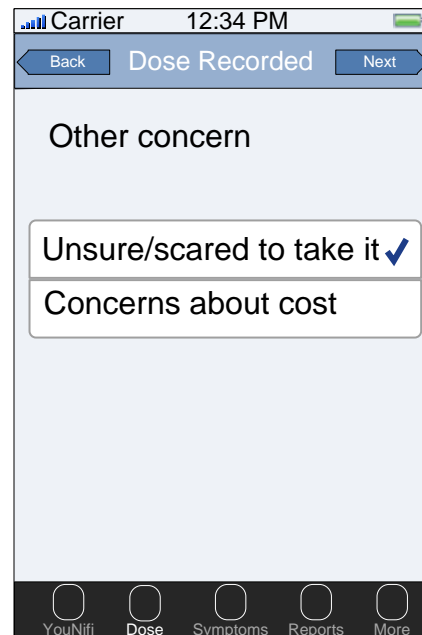 Carrier 12:34 PM
Back Dose Recorded Next
Other concern
Unsure/scared to take it
Concerns about cost
YouNifi Dose Symptoms Reports More